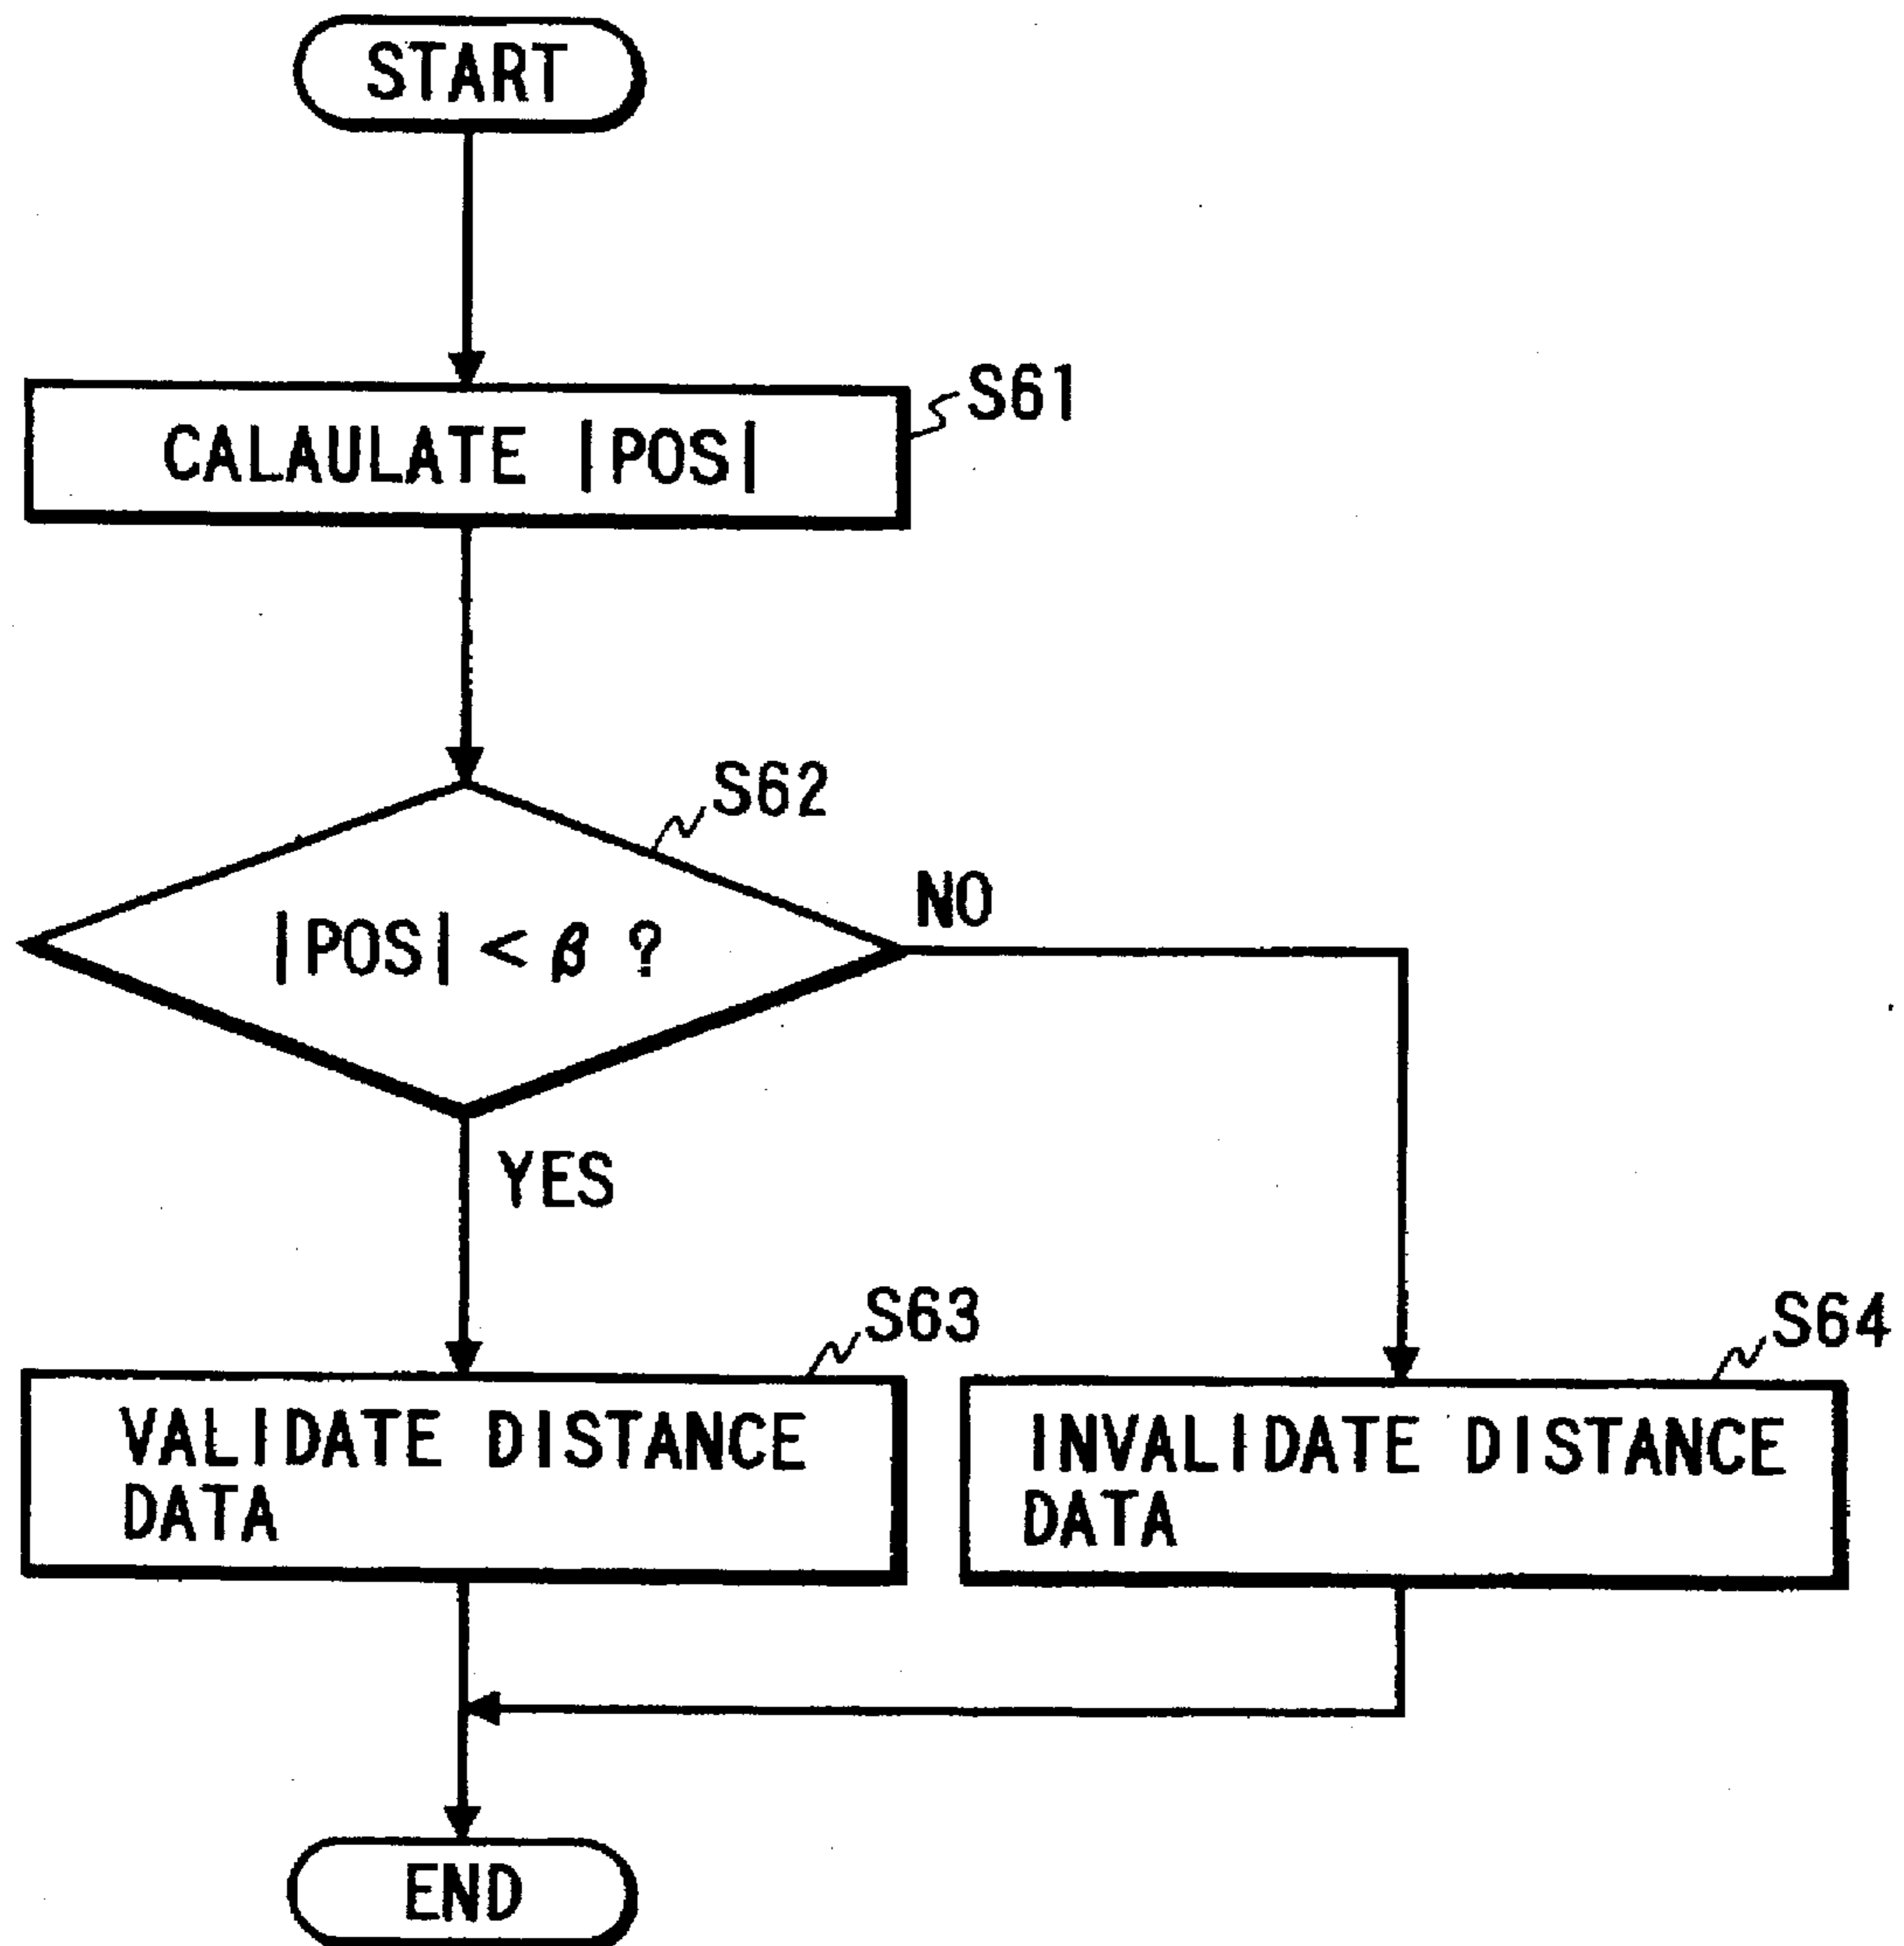 START
CALAULATE |POS|
S61
S62
|POS| < β ?
NO
YES
S63
VALIDATE DISTANCE
DATA
S64
INVALIDATE DISTANCE
DATA
END